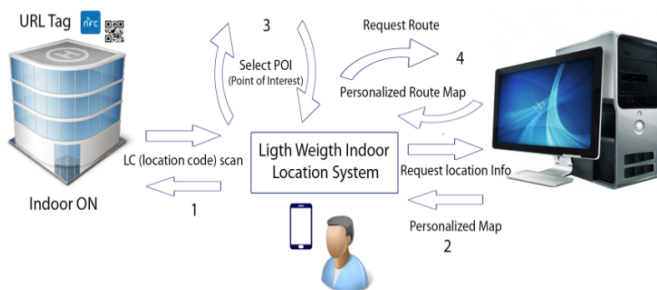 URL Tag
nFC
3
Request Route
Select POI
(Point of Interest)
4
Personalized Route Map
LC (location code) scan
Ligth Weigth Indoor
Location System
Request location Info
Indoor ON
1
Personalized Map
2